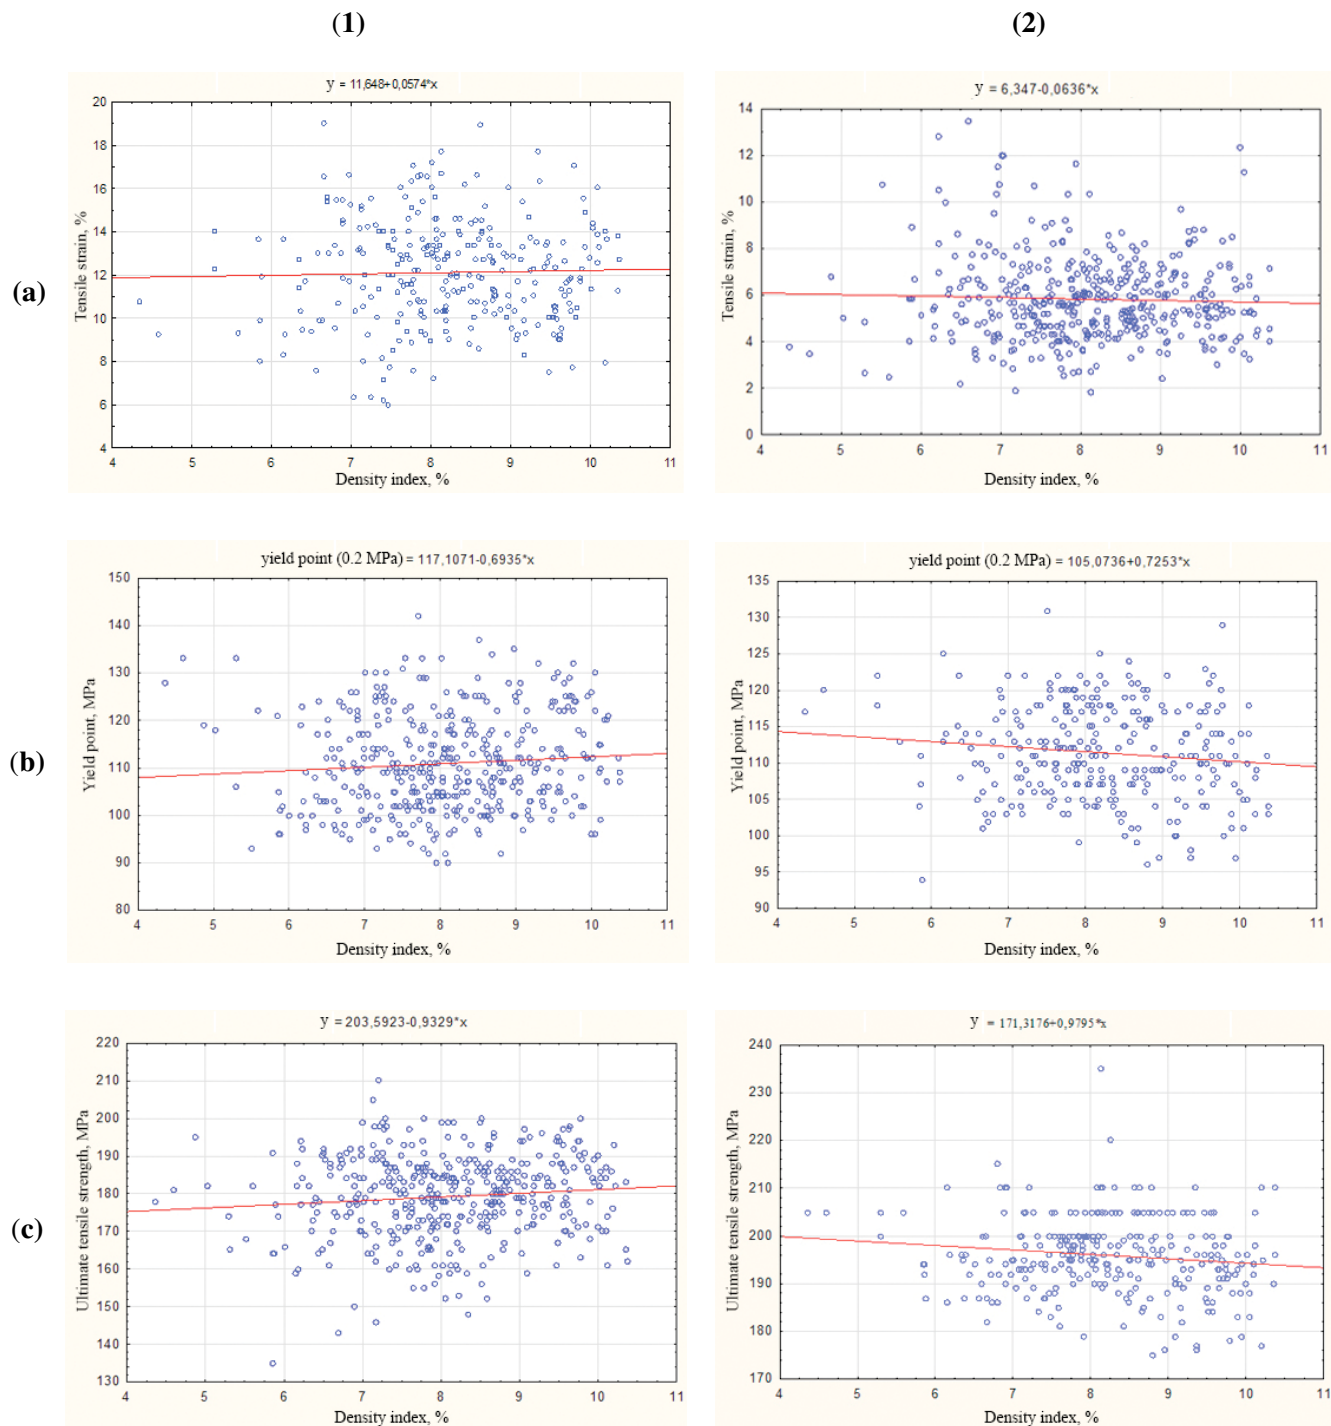 (1) (2)
y = 11,648+0,0574*x
20
18
16
14
12
10
8
6
4
Tensile strain, %
4 5 6 7 8 9 10 11
Density index, %
(a)
y = 6,347-0,0636*x
14
12
10
8
6
4
2
0
Tensile strain, %
4 5 6 7 8 9 10 11
Density index, %
yield point (0.2 MPa) = 117,1071-0,6935*x
150
140
130
120
110
100
90
80
Yield point, MPa
4 5 6 7 8 9 10 11
Density index, %
(b)
yield point (0.2 MPa) = 105,0736+0,7253*x
135
130
125
120
115
110
105
100
95
90
Yield point, MPa
4 5 6 7 8 9 10 11
Density index, %
y = 203,5923-0,9329*x
220
210
200
190
180
170
160
150
140
130
Ultimate tensile strength, MPa
4 5 6 7 8 9 10 11
Density index, %
(c)
y = 171,3176+0,9795*x
240
230
220
210
200
190
180
170
Ultimate tensile strength, MPa
4 5 6 7 8 9 10 11
Density index, %